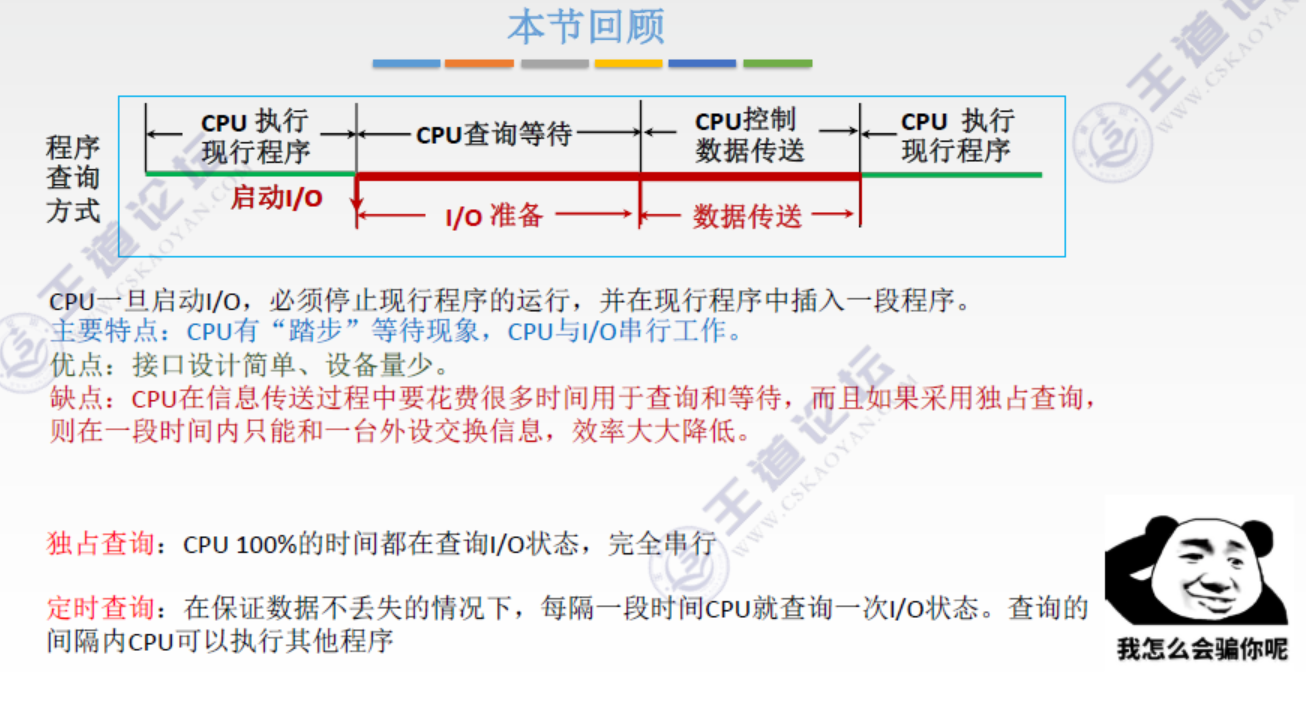 本节回顾
程序
查询
方式
CPU 执行
现行程序
CPU查询等待
CPU控制
数据传送
CPU 执行
现行程序
启动I/O
I/O 准备
数据传送
CPU一旦启动I/O，必须停止现行程序的运行，并在现行程序中插入一段程序。
主要特点：CPU有“踏步”等待现象，CPU与I/O串行工作。
优点：接口设计简单、设备量少。
缺点：CPU在信息传送过程中要花费很多时间用于查询和等待，而且如果采用独占查询，
则在一段时间内只能和一台外设交换信息，效率大大降低。
独占查询：CPU 100%的时间都在查询I/O状态，完全串行
定时查询：在保证数据不丢失的情况下，每隔一段时间CPU就查询一次I/O状态。查询的
间隔内CPU可以执行其他程序
我怎么会骗你呢
王道论坛
WWW.CSKAOYAN.COM
王道论坛
WWW.CSKAOYAN.COM
王道论
WWW.CSKAOYAN